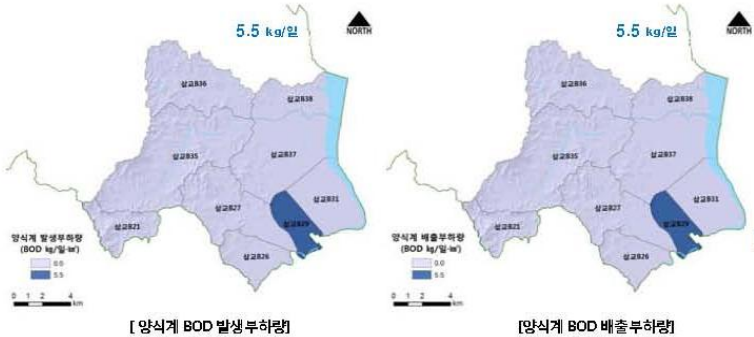 5.5 kg/일
NORTH
삽교B36
삽교B38
삽교B35
삽교B37
삽교B27
삽교B31
삽교B29
삽교B21
삽교B26
양식계 발생부하량
(BOD kg/일·㎢)
0.0
5.5
0 1 2 4
km
[ 양식계 BOD 발생부하량]
5.5 kg/일
NORTH
삽교B36
삽교B38
삽교B35
삽교B37
삽교B27
삽교B31
삽교B29
삽교B21
삽교B26
양식계 배출부하량
(BOD kg/일·㎢)
0.0
5.5
0 1 2 4
km
[양식계 BOD 배출부하량]